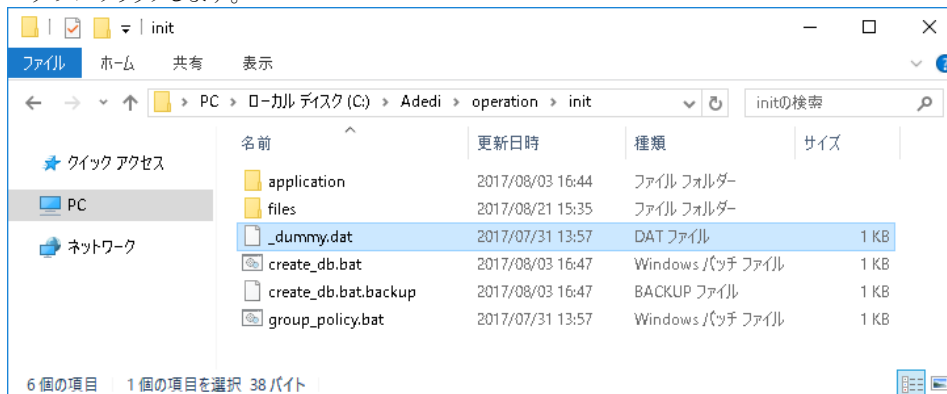 init
ファイル ホーム 共有 表示
PC > ローカル ディスク (C:) > Adedi > operation > init initの検索
名前 更新日時 種類 サイズ
クイック アクセス
PC
ネットワーク
application 2017/08/03 16:44 ファイル フォルダー
files 2017/08/21 15:35 ファイル フォルダー
_dummy.dat 2017/07/31 13:57 DAT ファイル 1 KB
create_db.bat 2017/08/03 16:47 Windows バッチ ファイル 1 KB
create_db.bat.backup 2017/08/03 16:47 BACKUP ファイル 1 KB
group_policy.bat 2017/07/31 13:57 Windows バッチ ファイル 1 KB
6 個の項目 1 個の項目を選択 38 バイト